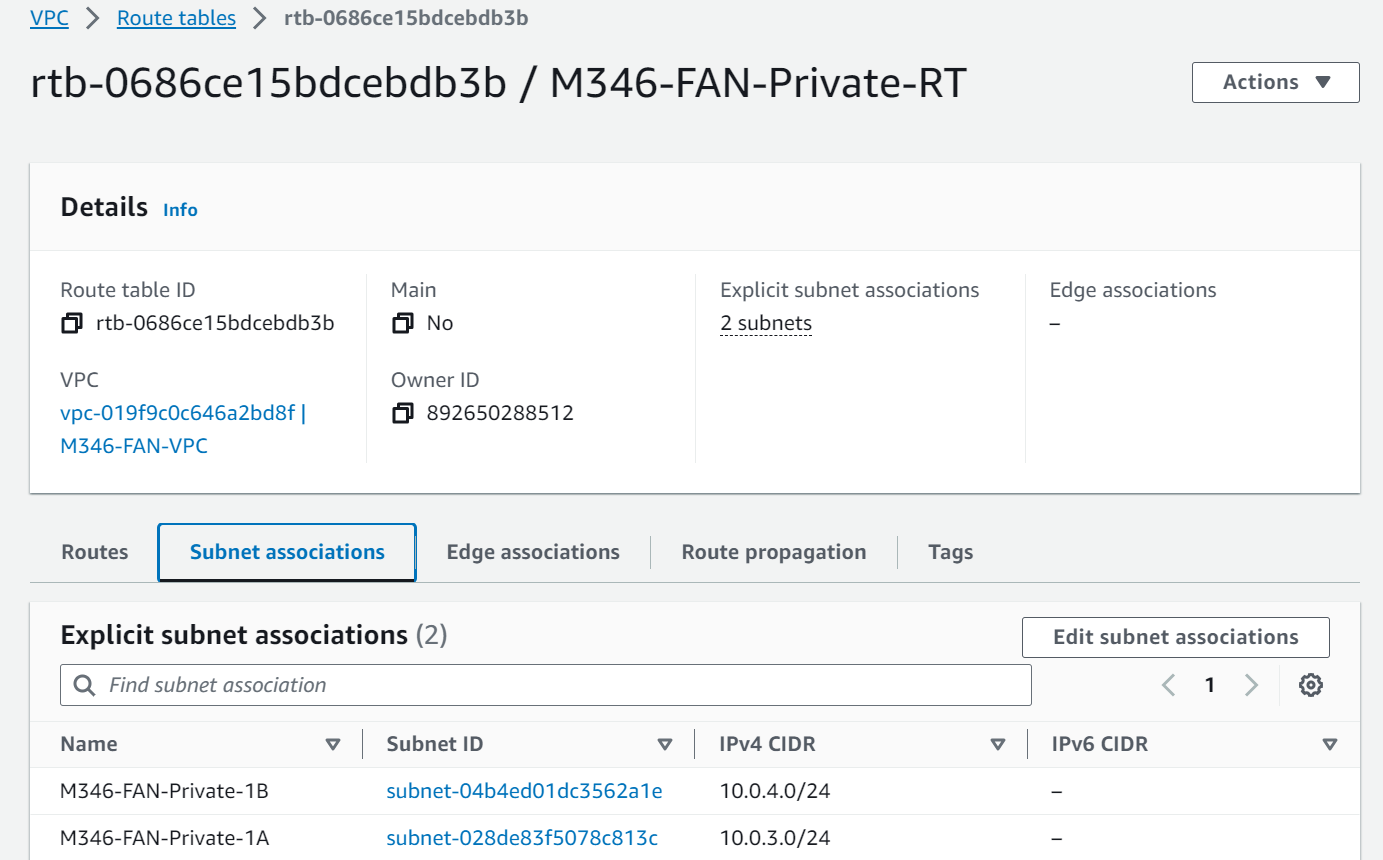 VPC > Route tables > rtb-0686ce15bdcebdb3b
rtb-0686ce15bdcebdb3b / M346-FAN-Private-RT
Actions
Details Info
Route table ID
rtb-0686ce15bdcebdb3b
Main
No
Explicit subnet associations
2 subnets
Edge associations
–
VPC
vpc-019f9c0c646a2bd8f |
M346-FAN-VPC
Owner ID
892650288512
Routes Subnet associations Edge associations Route propagation Tags
Explicit subnet associations (2)
Edit subnet associations
Find subnet association
1
Name Subnet ID IPv4 CIDR IPv6 CIDR
M346-FAN-Private-1B subnet-04b4ed01dc3562a1e 10.0.4.0/24 –
M346-FAN-Private-1A subnet-028de83f5078c813c 10.0.3.0/24 –